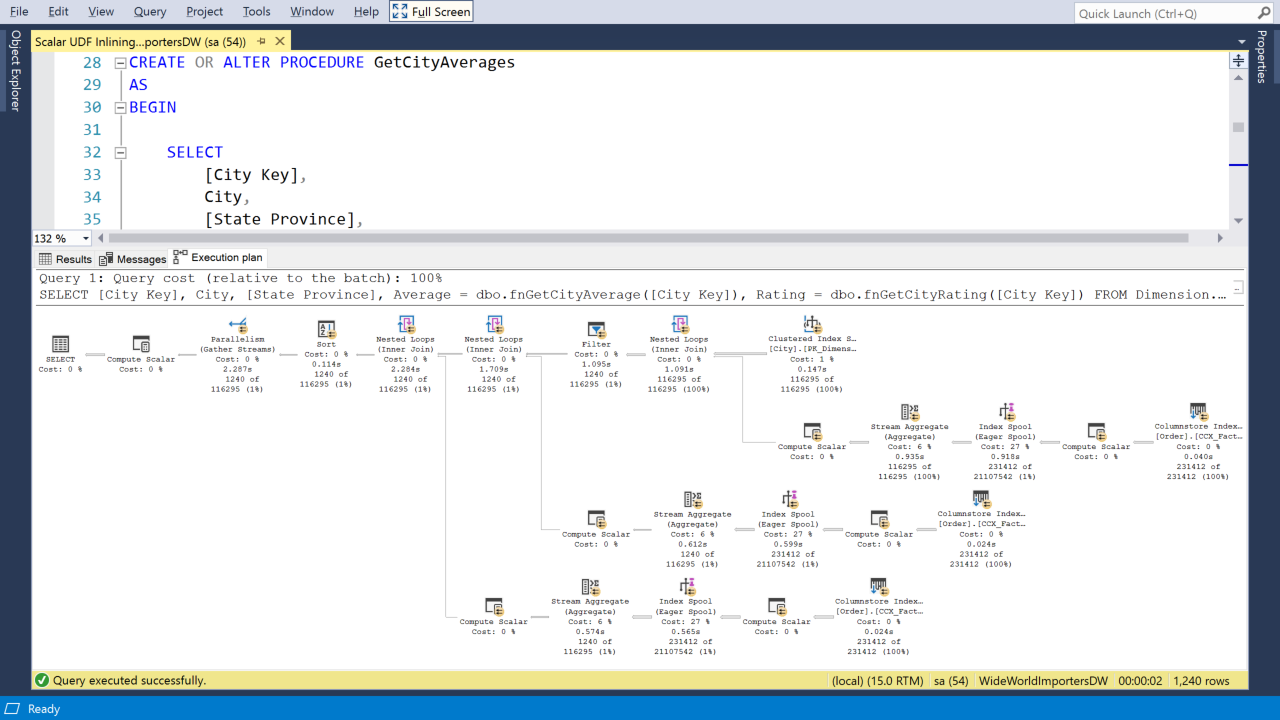 File Edit View Query Project Tools Window Help Full Screen
Quick Launch (Ctrl+Q)
Object Explorer
Properties
Scalar UDF Inlining...portersDW (sa (54))
28 CREATE OR ALTER PROCEDURE GetCityAverages
29 AS
30 BEGIN
31
32 SELECT
33 [City Key],
34 City,
35 [State Province],
132 %
Results Messages Execution plan
Query 1: Query cost (relative to the batch): 100%
SELECT [City Key], City, [State Province], Average = dbo.fnGetCityAverage([City Key]), Rating = dbo.fnGetCityRating([City Key]) FROM Dimension....
SELECT
Cost: 0 %
Compute Scalar
Cost: 0 %
Parallelism
(Gather Streams)
Cost: 0 %
2.287s
1240 of
116295 (1%)
Sort
Cost: 0 %
0.114s
1240 of
116295 (1%)
Nested Loops
(Inner Join)
Cost: 0 %
2.284s
1240 of
116295 (1%)
Nested Loops
(Inner Join)
Cost: 0 %
1.709s
1240 of
116295 (1%)
Filter
Cost: 0 %
1.095s
1240 of
116295 (1%)
Nested Loops
(Inner Join)
Cost: 0 %
1.091s
116295 of
116295 (100%)
Clustered Index S...
[City].[PK_Dimens...
Cost: 1 %
0.147s
116295 of
116295 (100%)
Compute Scalar
Cost: 0 %
Stream Aggregate
(Aggregate)
Cost: 6 %
0.935s
116295 of
116295 (100%)
Index Spool
(Eager Spool)
Cost: 27 %
0.918s
231412 of
21107542 (1%)
Compute Scalar
Cost: 0 %
Columnstore Index...
[Order].[CCX_Fact...
Cost: 0 %
0.040s
231412 of
231412 (100%)
Compute Scalar
Cost: 0 %
Stream Aggregate
(Aggregate)
Cost: 6 %
0.612s
1240 of
116295 (1%)
Index Spool
(Eager Spool)
Cost: 27 %
0.599s
231412 of
21107542 (1%)
Compute Scalar
Cost: 0 %
Columnstore Index...
[Order].[CCX_Fact...
Cost: 0 %
0.024s
231412 of
231412 (100%)
Compute Scalar
Cost: 0 %
Stream Aggregate
(Aggregate)
Cost: 6 %
0.574s
1240 of
116295 (1%)
Index Spool
(Eager Spool)
Cost: 27 %
0.565s
231412 of
21107542 (1%)
Compute Scalar
Cost: 0 %
Columnstore Index...
[Order].[CCX_Fact...
Cost: 0 %
0.024s
231412 of
231412 (100%)
Query executed successfully.
(local) (15.0 RTM) sa (54) WideWorldImportersDW 00:00:02 1,240 rows
Ready